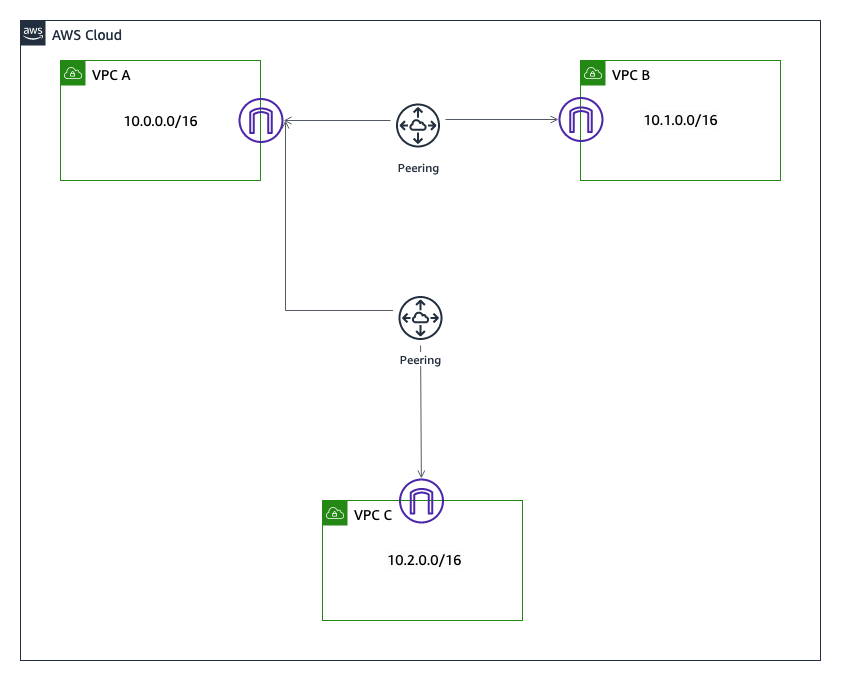 aws
AWS Cloud
VPC A
10.0.0.0/16
Peering
VPC B
10.1.0.0/16
Peering
VPC C
10.2.0.0/16